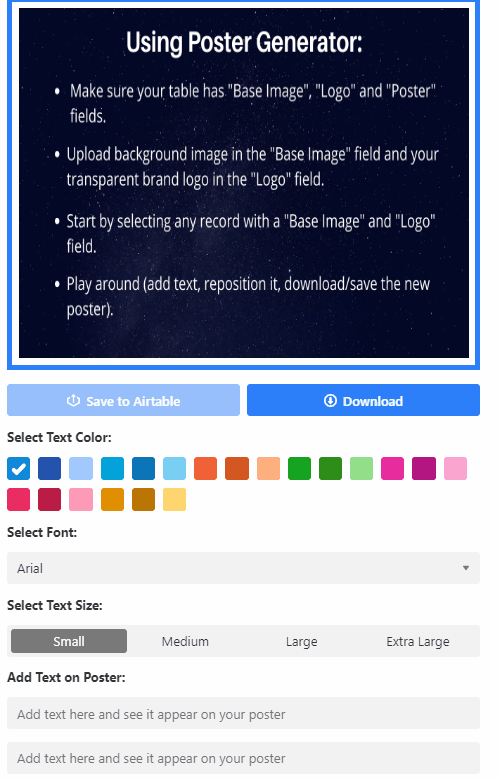 Using Poster Generator:
• Make sure your table has "Base Image", "Logo" and "Poster"
fields.
• Upload background image in the "Base Image" field and your
transparent brand logo in the "Logo" field.
• Start by selecting any record with a "Base Image" and "Logo"
field.
• Play around (add text, reposition it, download/save the new
poster).
Save to Airtable
Download
Select Text Color:
Select Font:
Arial
Select Text Size:
Small Medium Large Extra Large
Add Text on Poster:
Add text here and see it appear on your poster
Add text here and see it appear on your poster